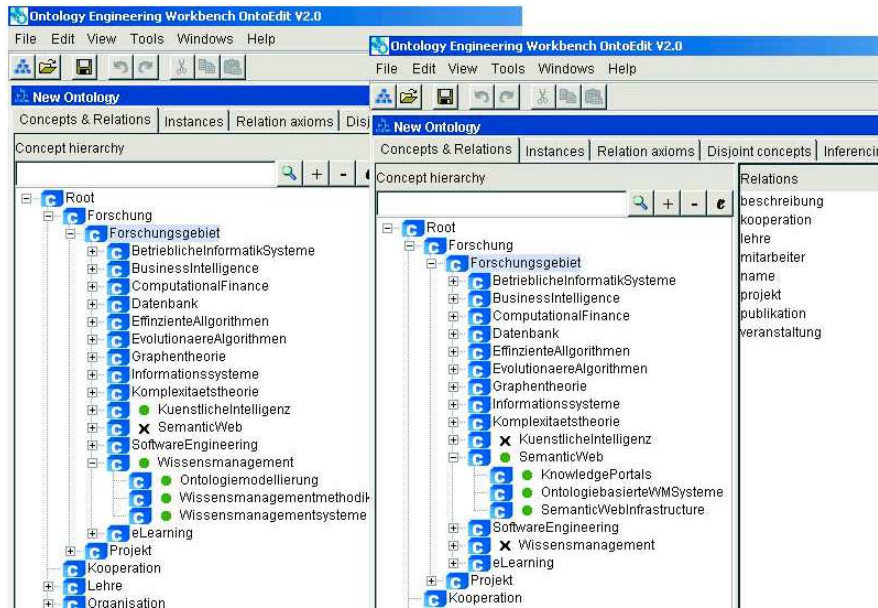 Ontology Engineering Workbench OntoEdit V2.0
File Edit View Tools Windows Help
New Ontology
Concepts & Relations Instances Relation axioms
Concept hierarchy
+ -
Root
Forschung
Forschungsgebiet
BetrieblicheInformatikSysteme
BusinessIntelligence
ComputationalFinance
Datenbank
EffinzienteAllgorithmen
EvolutionaereAlgorithmen
Graphentheorie
Informationssysteme
Komplexitaetstheorie
KuenstlicheIntelligenz
SemanticWeb
SoftwareEngineering
Wissensmanagement
Ontologiemodellierung
Wissensmanagementmethodik
Wissensmanagementsysteme
eLearning
Projekt
Kooperation
Lehre
Organisation
Ontology Engineering Workbench OntoEdit V2.0
File Edit View Tools Windows Help
New Ontology
Concepts & Relations Instances Relation axioms Disjoint concepts
Concept hierarchy
+ - e
Root
Forschung
Forschungsgebiet
BetrieblicheInformatikSysteme
BusinessIntelligence
ComputationalFinance
Datenbank
EffinzienteAllgorithmen
EvolutionaereAlgorithmen
Graphentheorie
Informationssysteme
Komplexitaetstheorie
KuenstlicheIntelligenz
SemanticWeb
KnowledgePortals
OntologiebasierteWMSysteme
SemanticWebInfrastructure
SoftwareEngineering
Wissensmanagement
eLearning
Projekt
Kooperation
Relations
beschreibung
kooperation
lehre
mitarbeiter
name
projekt
publikation
veranstaltung